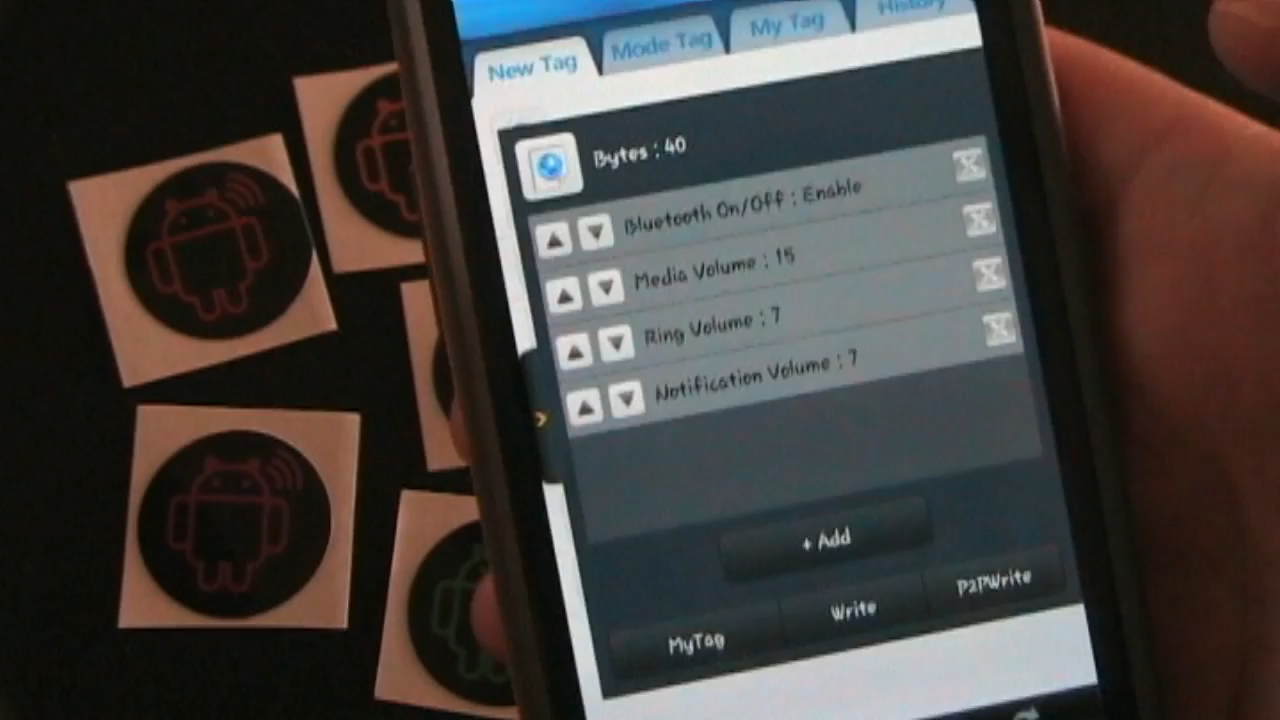 New Tag Mode Tag My Tag History
Bytes : 40
Bluetooth On/Off : Enable
Media Volume : 15
Ring Volume : 7
Notification Volume : 7
+ Add
MyTag Write P2PWrite